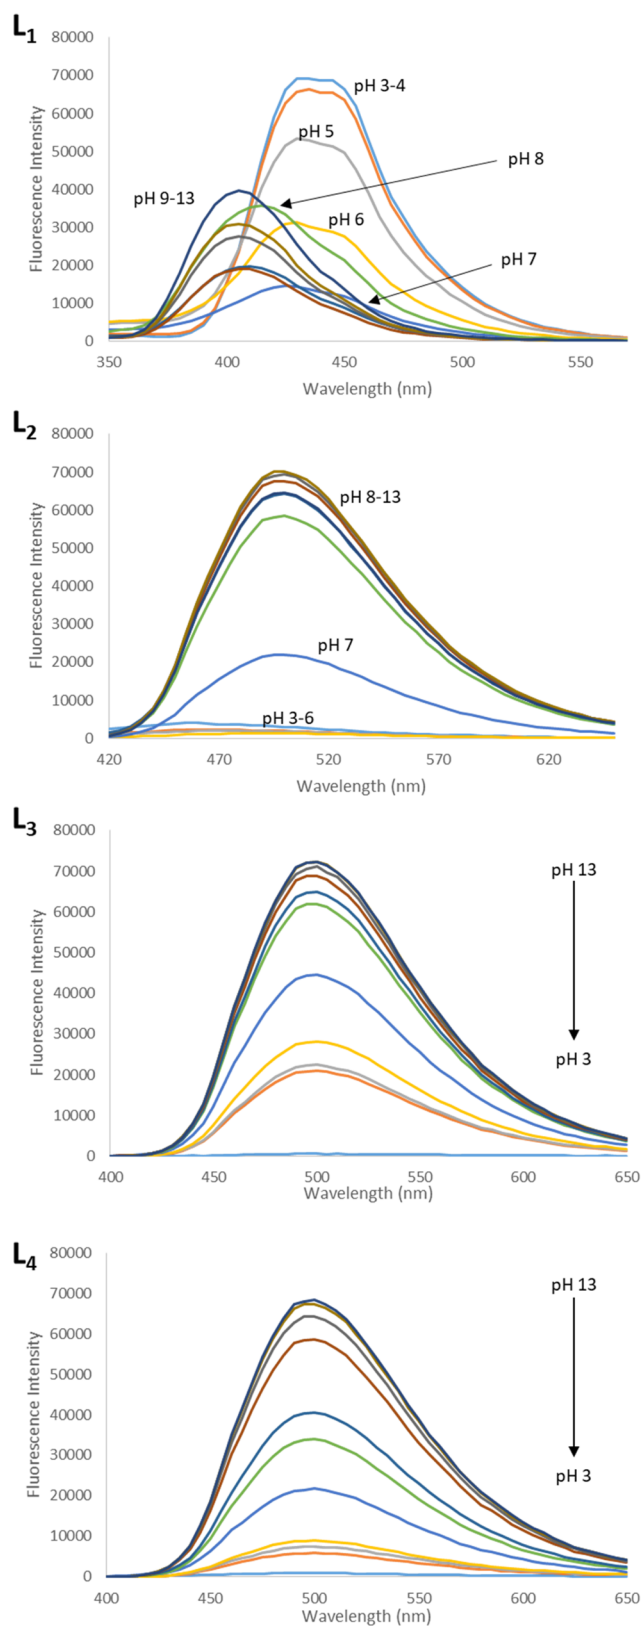 L1
80000
70000
pH 3-4
60000
pH 5
50000
pH 8
40000
pH 9-13
pH 6
30000
pH 7
20000
10000
0
350 400 450 500 550
Wavelength (nm)
Fluorescence Intensity
L2
80000
70000
pH 8-13
60000
50000
40000
30000
pH 7
20000
10000
pH 3-6
0
420 470 520 570 620
Wavelength (nm)
Fluorescence Intensity
L3
80000
70000
pH 13
60000
50000
40000
30000
pH 3
20000
10000
0
400 450 500 550 600 650
Wavelength (nm)
Fluorescence Intensity
L4
80000
70000
pH 13
60000
50000
40000
30000
pH 3
20000
10000
0
400 450 500 550 600 650
Wavelength (nm)
Fluorescence Intensity